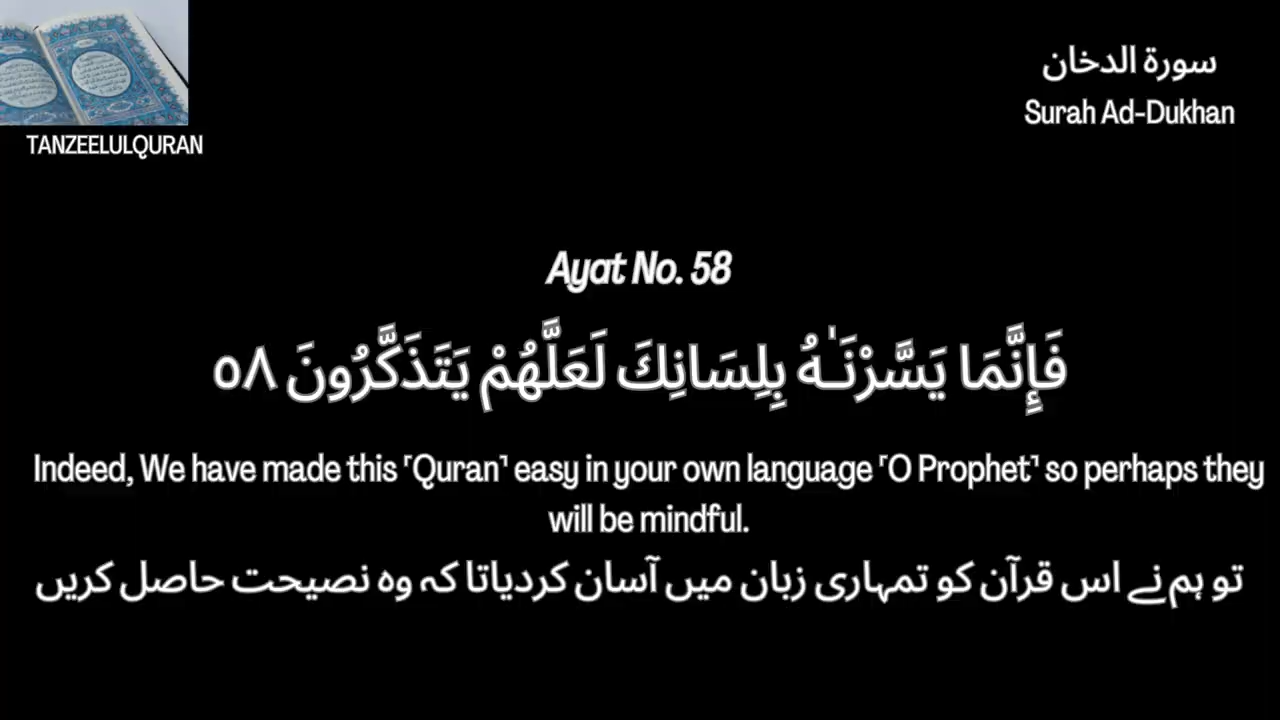 سورة الدخان
Surah Ad-Dukhan
TANZEELULQURAN
Ayat No. 58
فَإِنَّمَا يَسَّرْنَـٰهُ بِلِسَانِكَ لَعَلَّهُمْ يَتَذَكَّرُونَ ٥٨
Indeed, We have made this ˹Quran˺ easy in your own language ˹O Prophet˺ so perhaps they
will be mindful.
تو ہم نے اس قرآن کو تمہاری زبان میں آسان کردیاتا کہ وہ نصیحت حاصل کریں